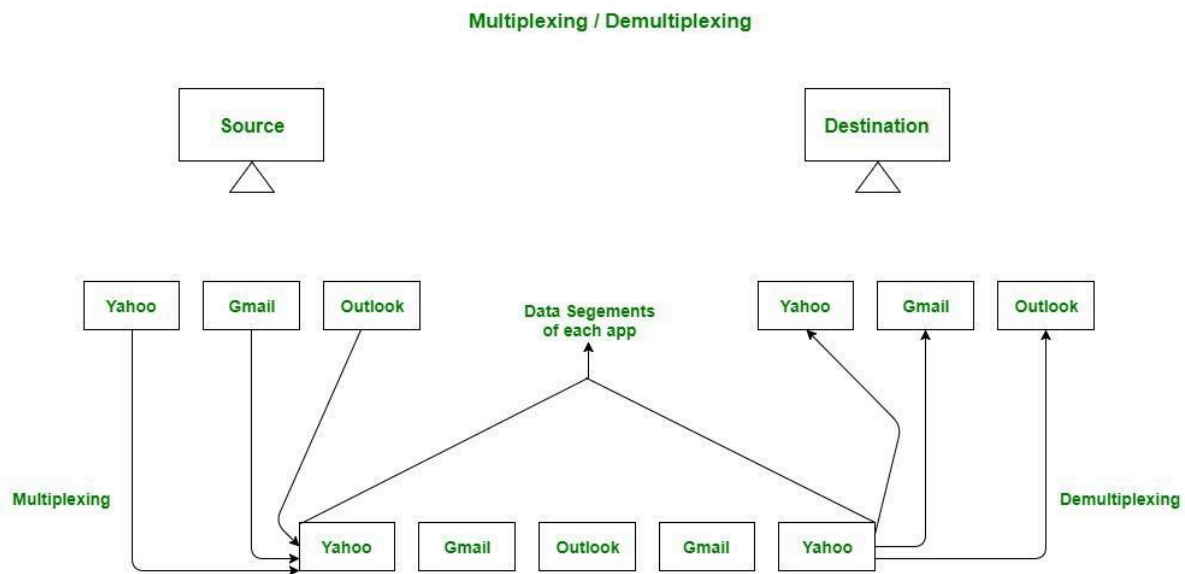 Multiplexing / Demultiplexing
Source
Destination
Yahoo
Gmail
Outlook
Data Segements
of each app
Yahoo
Gmail
Outlook
Multiplexing
Demultiplexing
Yahoo
Gmail
Outlook
Gmail
Yahoo